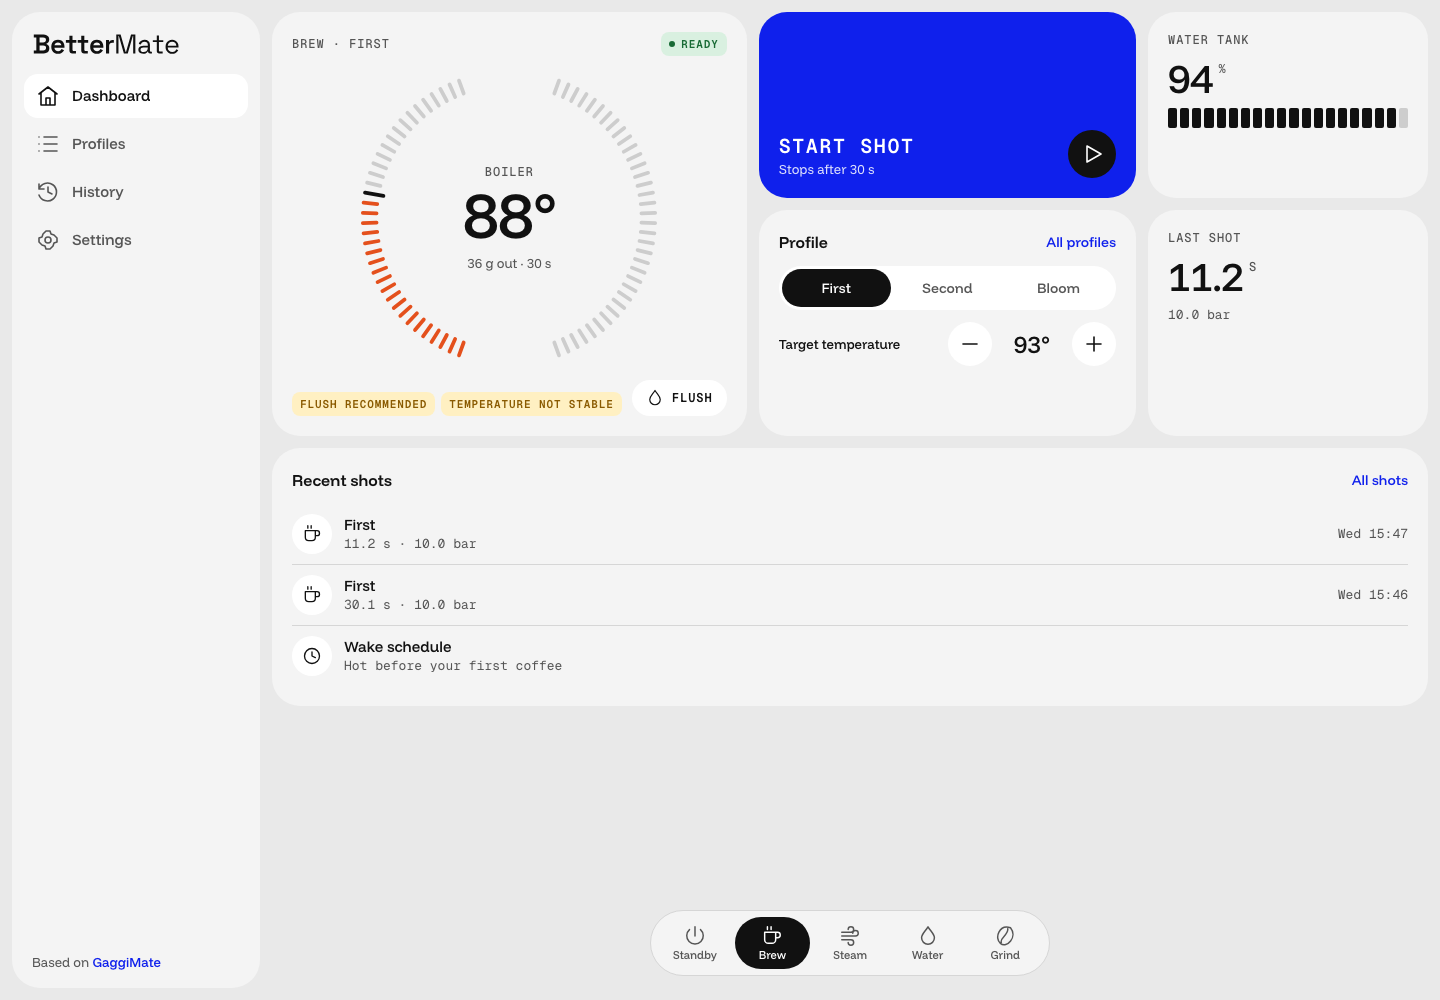 BetterMate
Dashboard
Profiles
History
Settings
Based on GaggiMate
BREW · FIRST
READY
BOILER
88°
36 g out · 30 s
FLUSH RECOMMENDED
TEMPERATURE NOT STABLE
FLUSH
START SHOT
Stops after 30 s
WATER TANK
94 %
Profile
All profiles
First
Second
Bloom
Target temperature
93°
LAST SHOT
11.2 S
10.0 bar
Recent shots
All shots
First
11.2 s · 10.0 bar
Wed 15:47
First
30.1 s · 10.0 bar
Wed 15:46
Wake schedule
Hot before your first coffee
Standby
Brew
Steam
Water
Grind